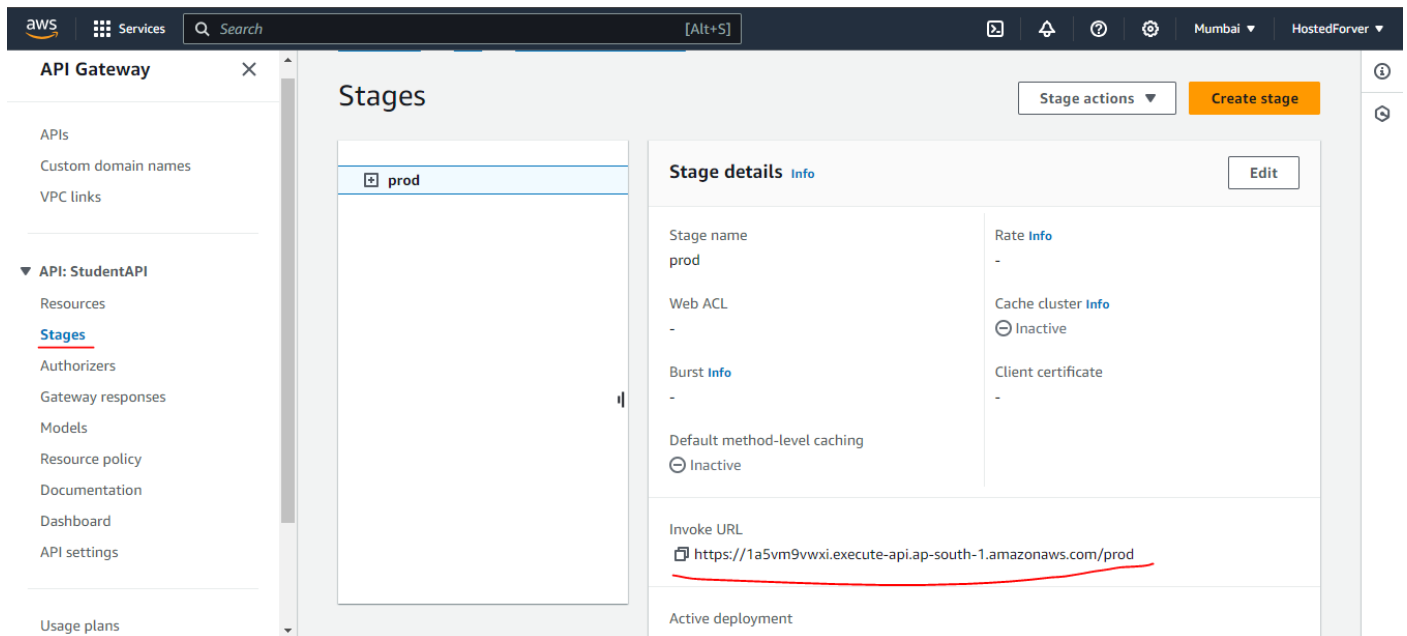 aws
Services
Search
[Alt+S]
Mumbai
HostedForver
API Gateway
APIs
Custom domain names
VPC links
API: StudentAPI
Resources
Stages
Authorizers
Gateway responses
Models
Resource policy
Documentation
Dashboard
API settings
Usage plans
Stages
Stage actions
Create stage
prod
Stage details Info
Edit
Stage name
prod
Rate Info
-
Web ACL
-
Cache cluster Info
Inactive
Burst Info
-
Client certificate
-
Default method-level caching
Inactive
Invoke URL
https://1a5vm9vwxi.execute-api.ap-south-1.amazonaws.com/prod
Active deployment